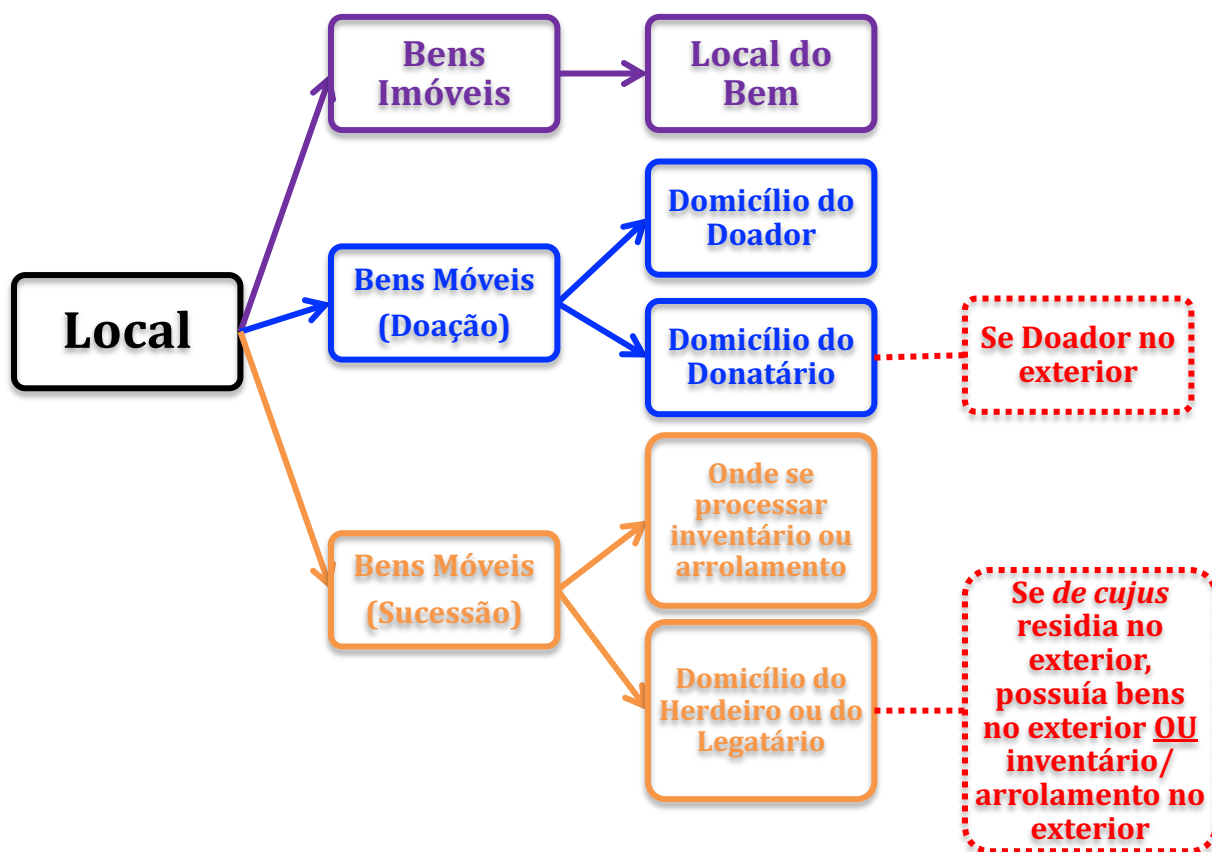 Local
Bens
Imóveis
Local do
Bem
Bens Móveis
(Doação)
Domicílio do
Doador
Domicílio do
Donatário
Se Doador no
exterior
Bens Móveis
(Sucessão)
Onde se
processar
inventário ou
arrolamento
Domicílio do
Herdeiro ou do
Legatário
Se de cujus
residia no
exterior,
possuía bens
no exterior OU
inventário/
arrolamento no
exterior